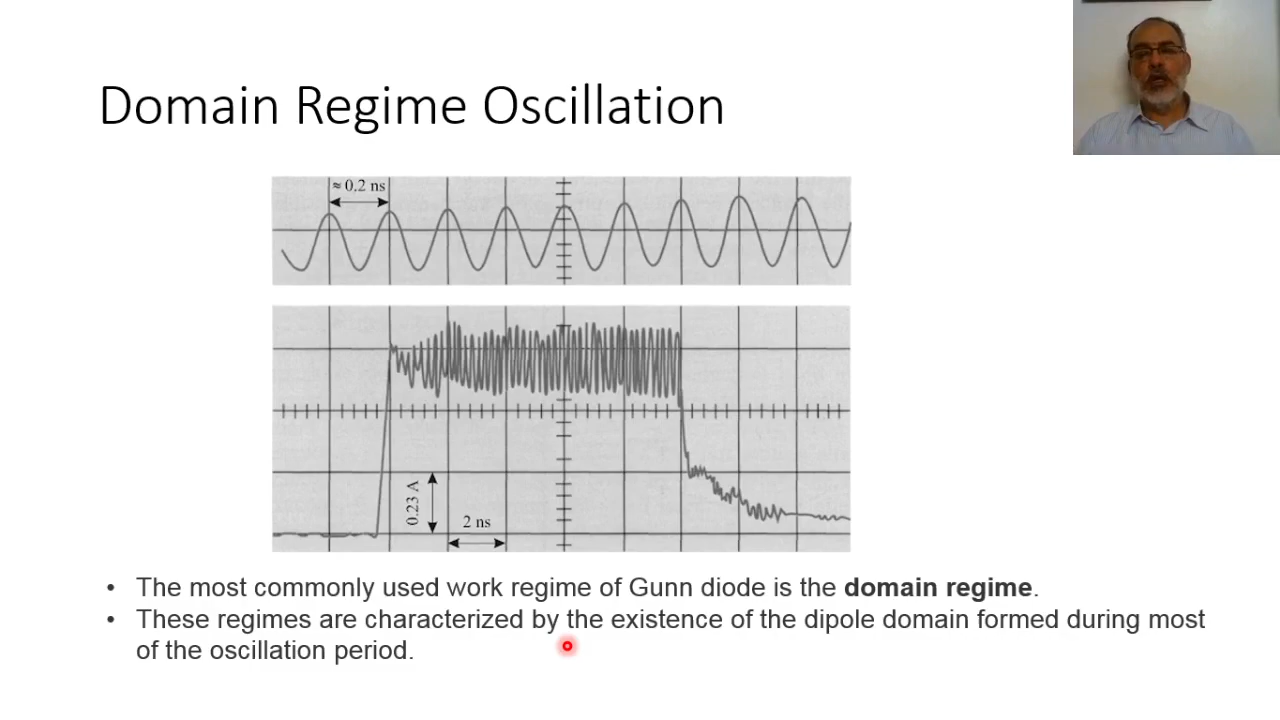 Domain Regime Oscillation
≈ 0.2 ns
0.23 A
2 ns
• The most commonly used work regime of Gunn diode is the domain regime.
• These regimes are characterized by the existence of the dipole domain formed during most
of the oscillation period.